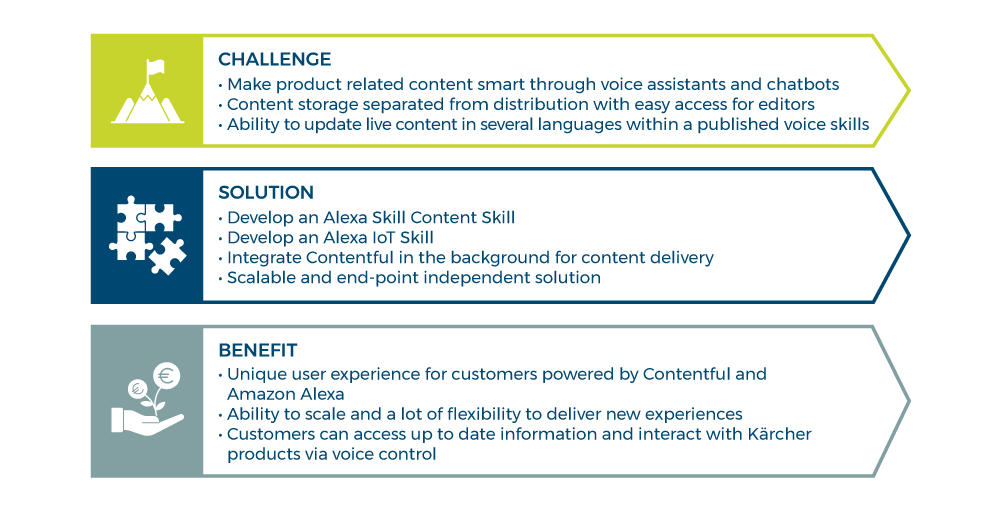 CHALLENGE
• Make product related content smart through voice assistants and chatbots
• Content storage separated from distribution with easy access for editors
• Ability to update live content in several languages within a published voice skills
SOLUTION
• Develop an Alexa Skill Content Skill
• Develop an Alexa IoT Skill
• Integrate Contentful in the background for content delivery
• Scalable and end-point independent solution
€
€
BENEFIT
• Unique user experience for customers powered by Contentful and
Amazon Alexa
• Ability to scale and a lot of flexibility to deliver new experiences
• Customers can access up to date information and interact with Kärcher
products via voice control